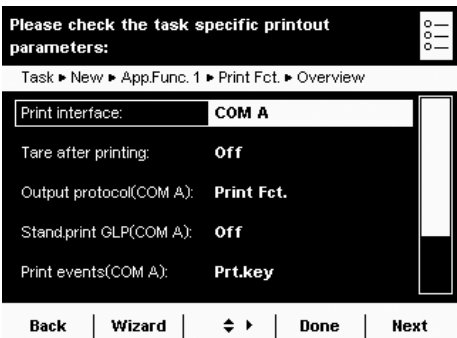 Please check the task specific printout
parameters:
Task ▸ New ▸ App.Func. 1 ▸ Print Fct. ▸ Overview
Print interface: COM A
Tare after printing: Off
Output protocol(COM A): Print Fct.
Stand.print GLP(COM A): Off
Print events(COM A): Prt.key
Back Wizard Done Next